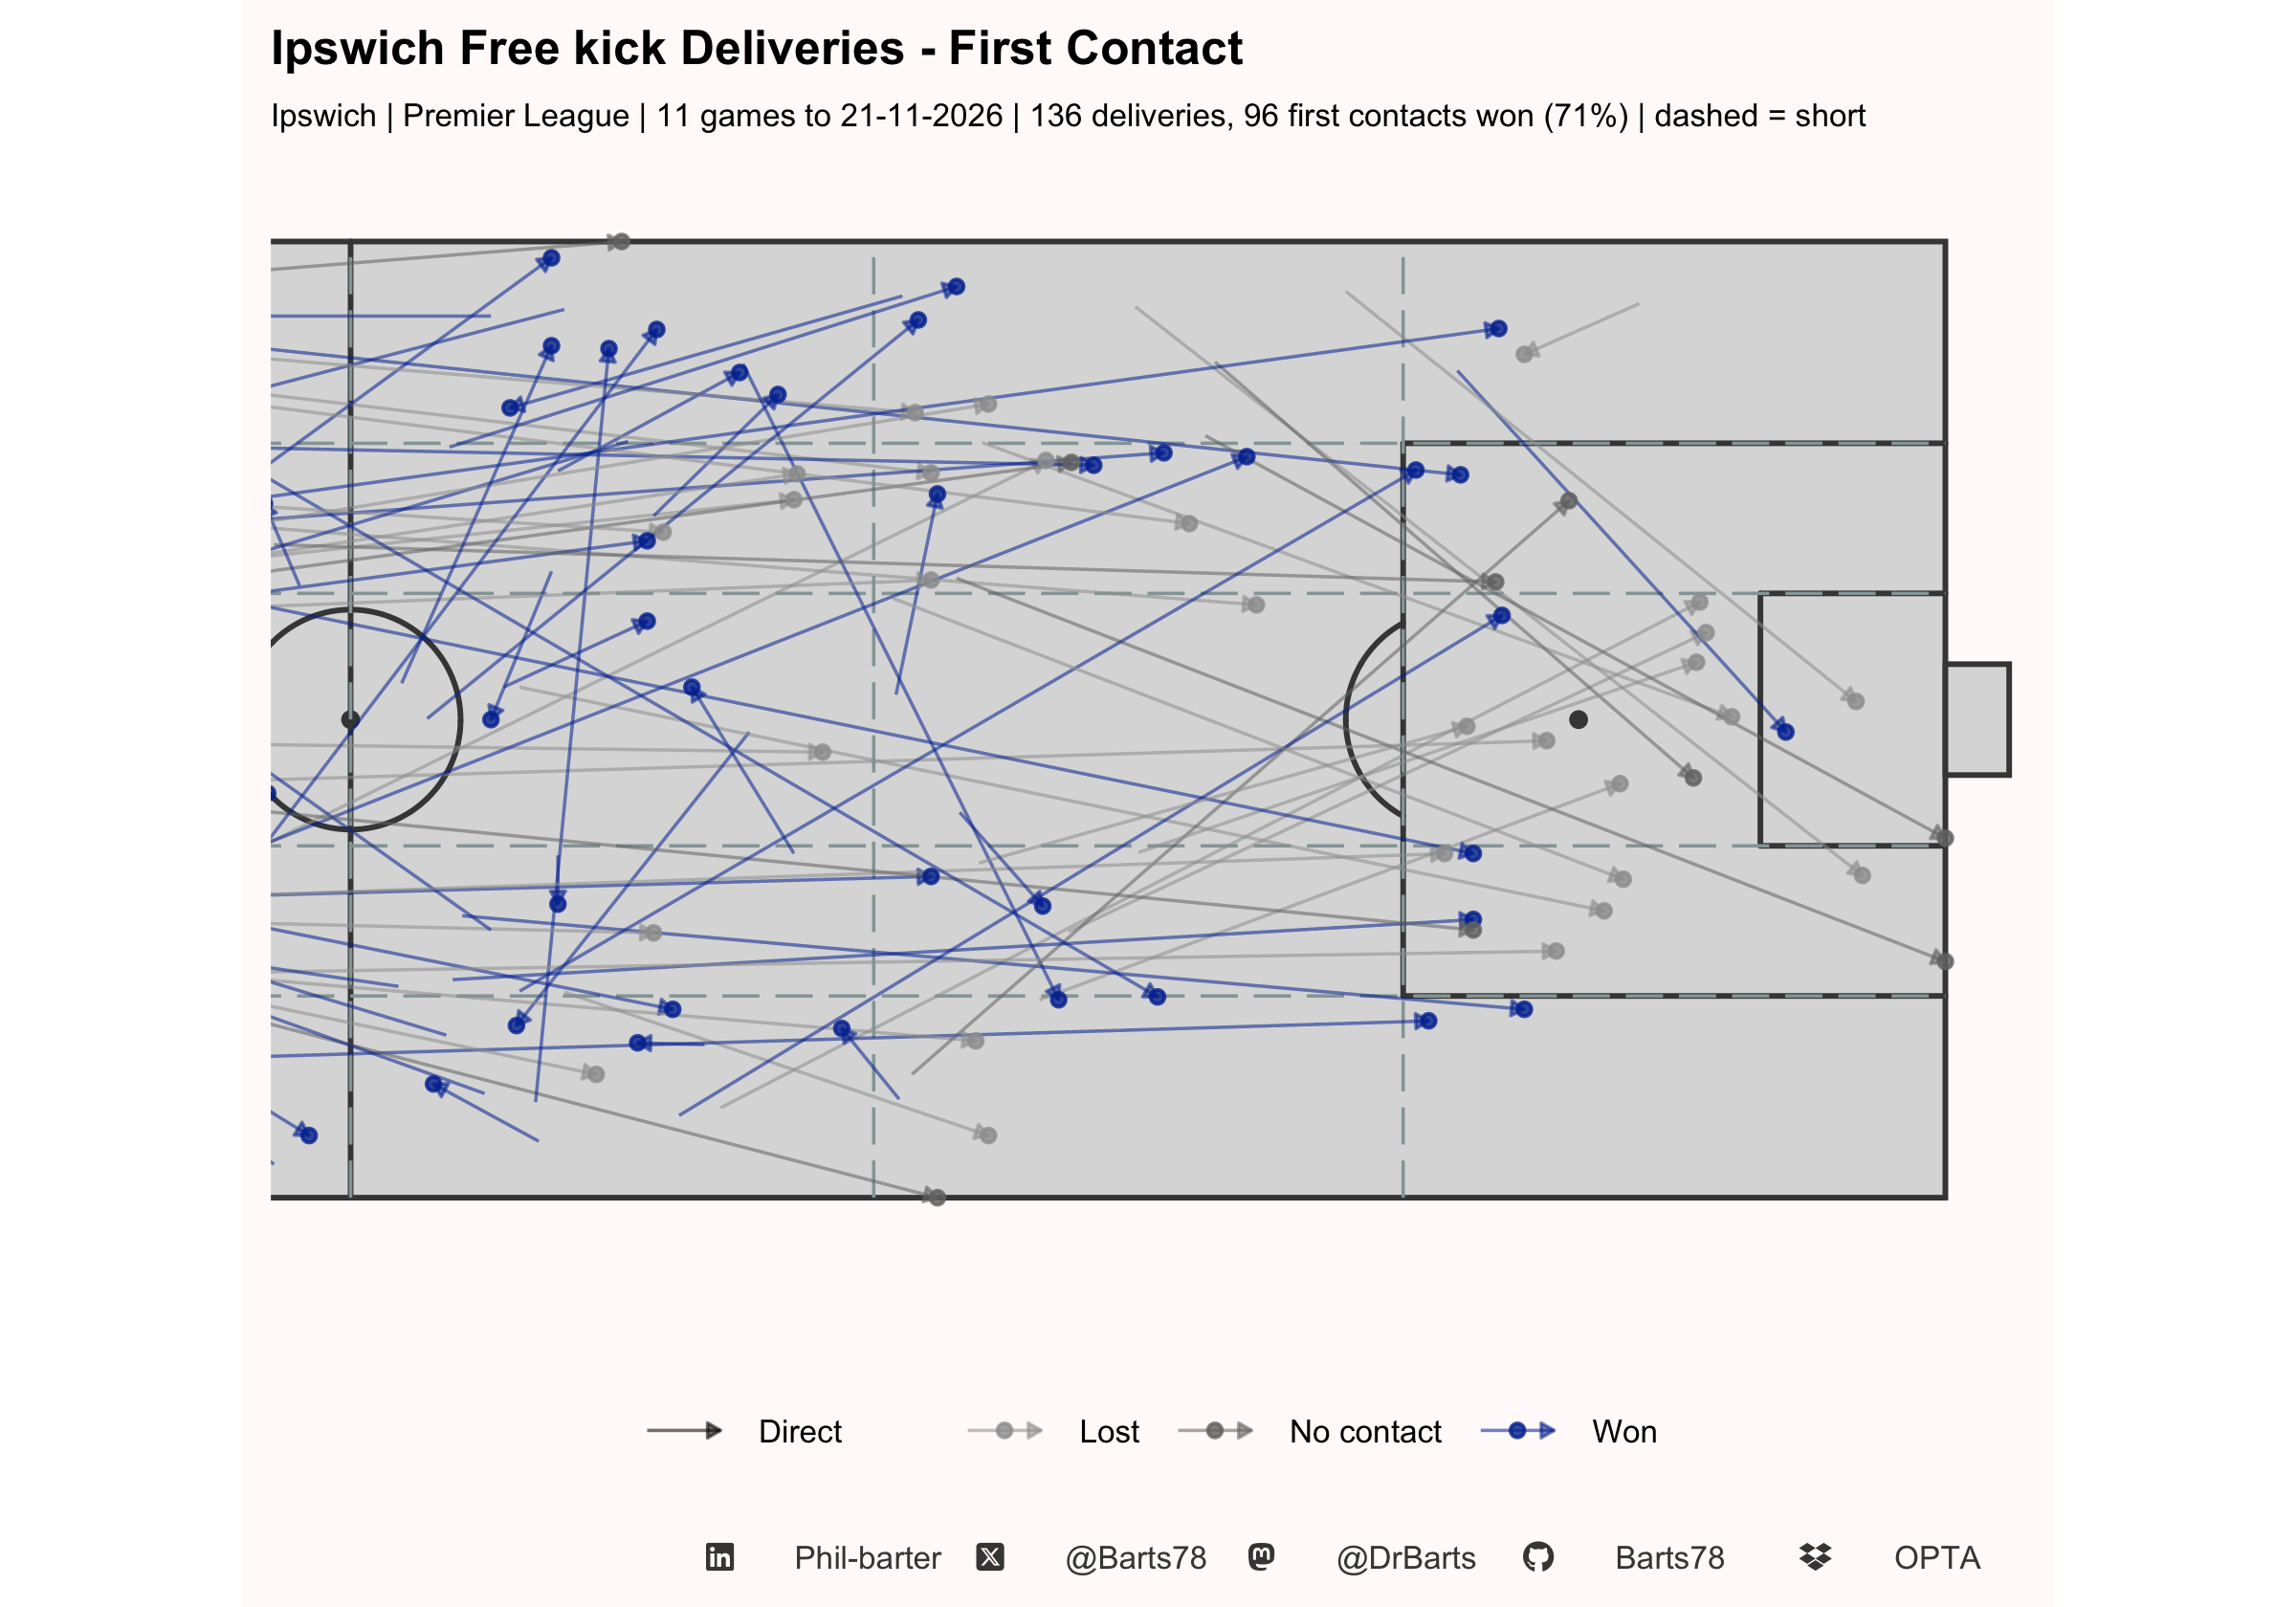 Ipswich Free kick Deliveries - First Contact
Ipswich | Premier League | 11 games to 21-11-2026 | 136 deliveries, 96 first contacts won (71%) | dashed = short
Direct Lost No contact Won
Phil-barter @Barts78 @DrBarts Barts78 OPTA